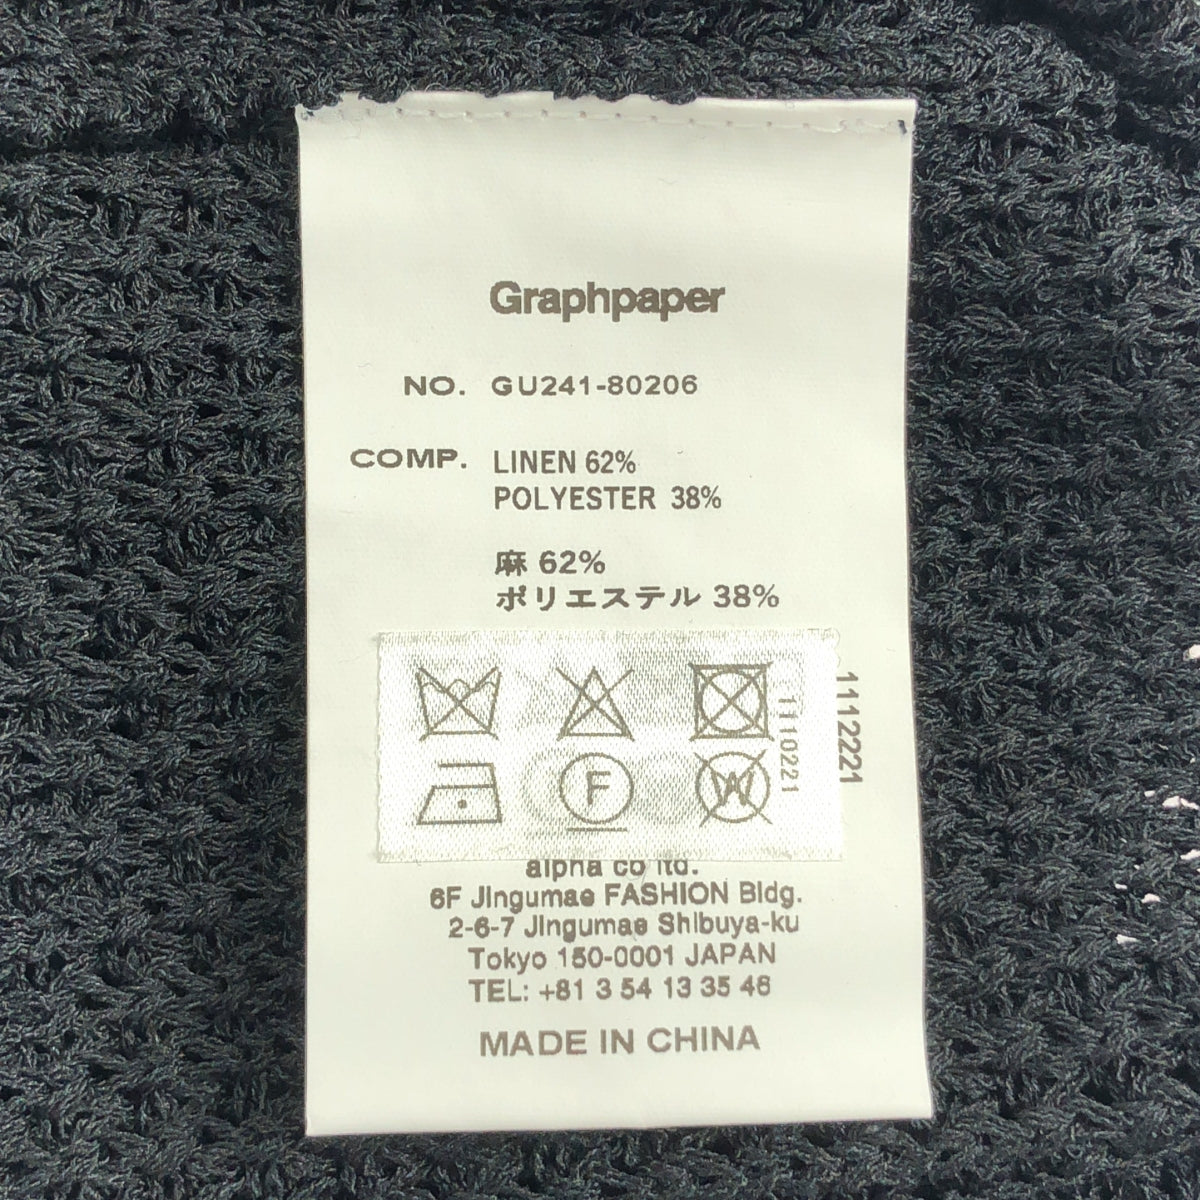 Graphpaper
NO. GU241-80206
COMP. LINEN 62%
POLYESTER 38%
麻 62%
ポリエステル 38%
1112221
1110221
F
W
alpha co ltd.
6F Jingumae FASHION Bldg.
2-6-7 Jingumae Shibuya-ku
Tokyo 150-0001 JAPAN
TEL: +81 3 54 13 35 46
MADE IN CHINA